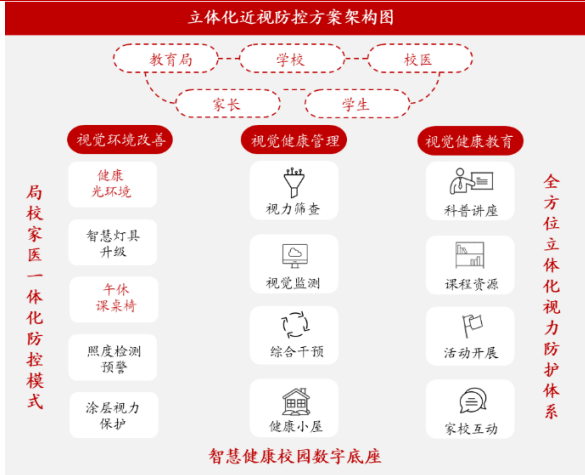 立体化近视防控方案架构图
教育局
学校
校医
家长
学生
视觉环境改善
视觉健康管理
视觉健康教育
局校家医一体化防控模式
健康
光环境
智慧灯具
升级
午休
课桌椅
照度检测
预警
涂层视力
保护
视力筛查
视觉监测
综合干预
健康小屋
科普讲座
课程资源
活动开展
家校互动
全方位立体化视力防护体系
智慧健康校园数字底座